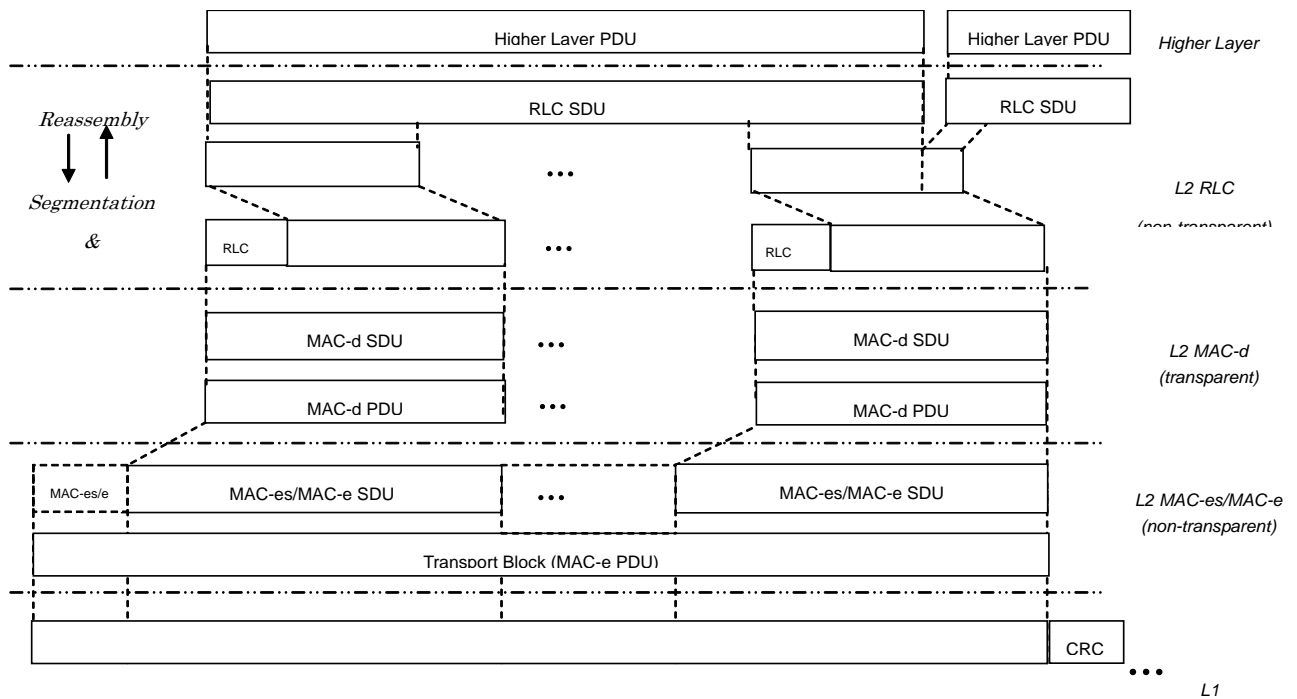 Higher Layer PDU
Higher Layer PDU
Higher Layer
RLC SDU
RLC SDU
Reassembly
Segmentation
&
...
L2 RLC
(non-transparent)
RLC
...
RLC
MAC-d SDU
...
MAC-d SDU
L2 MAC-d
(transparent)
MAC-d PDU
...
MAC-d PDU
MAC-es/e
MAC-es/MAC-e SDU
...
MAC-es/MAC-e SDU
L2 MAC-es/MAC-e
(non-transparent)
Transport Block (MAC-e PDU)
CRC
...
L1